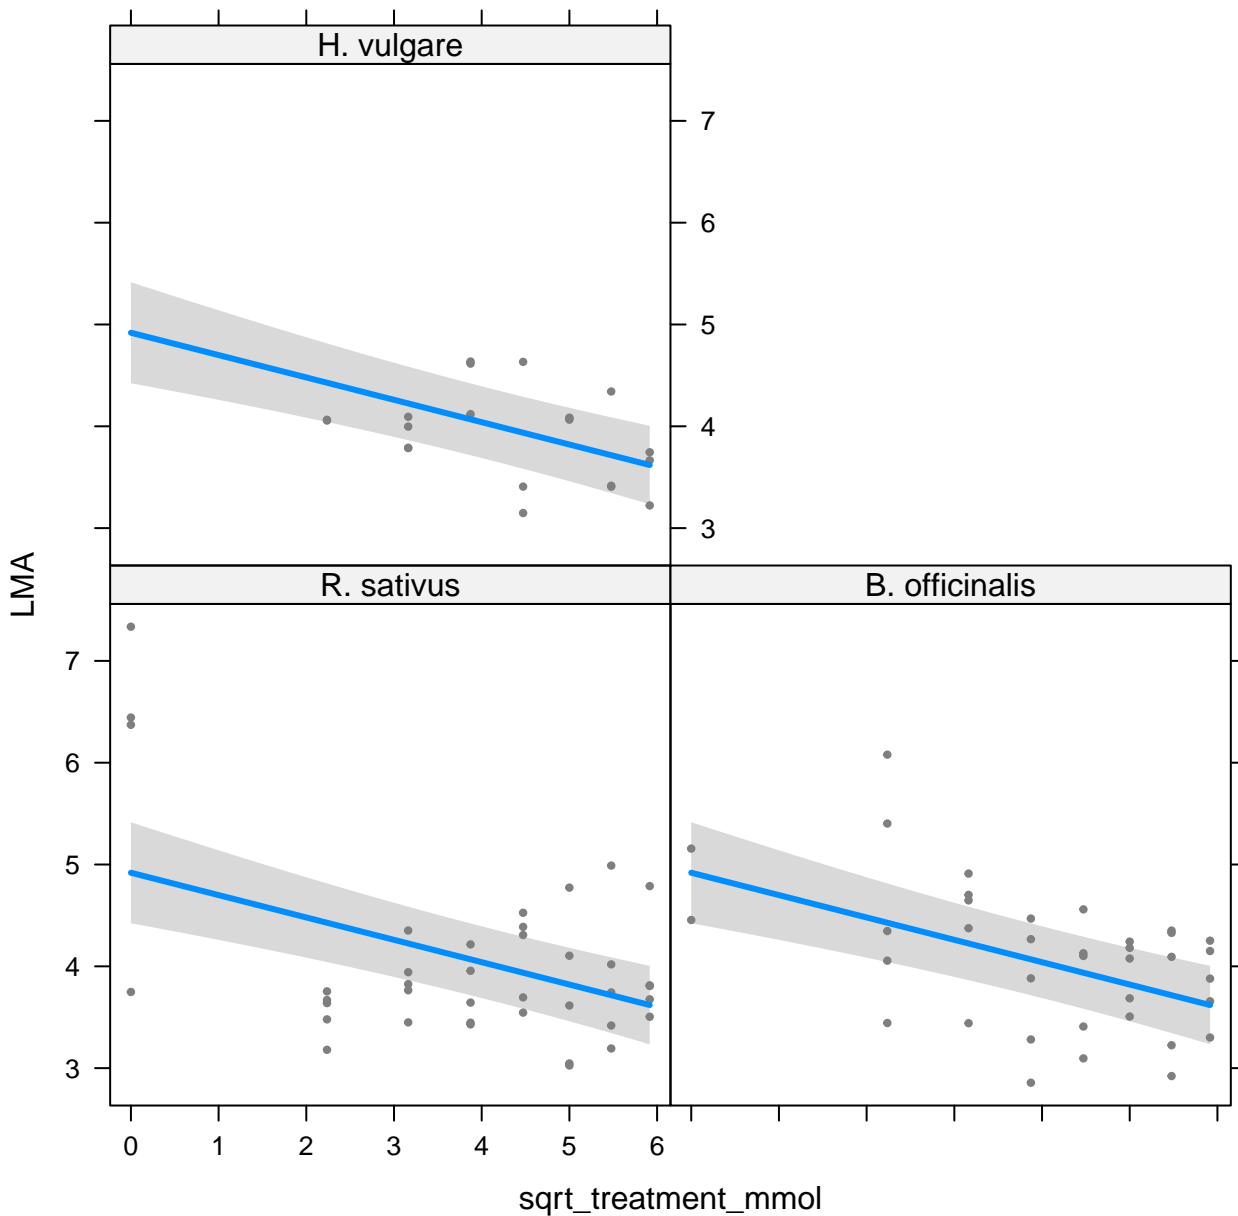 H. vulgare
7
6
5
4
3
LMA
R. sativus
B. officinalis
7
6
5
4
3
0 1 2 3 4 5 6
sqrt_treatment_mmol